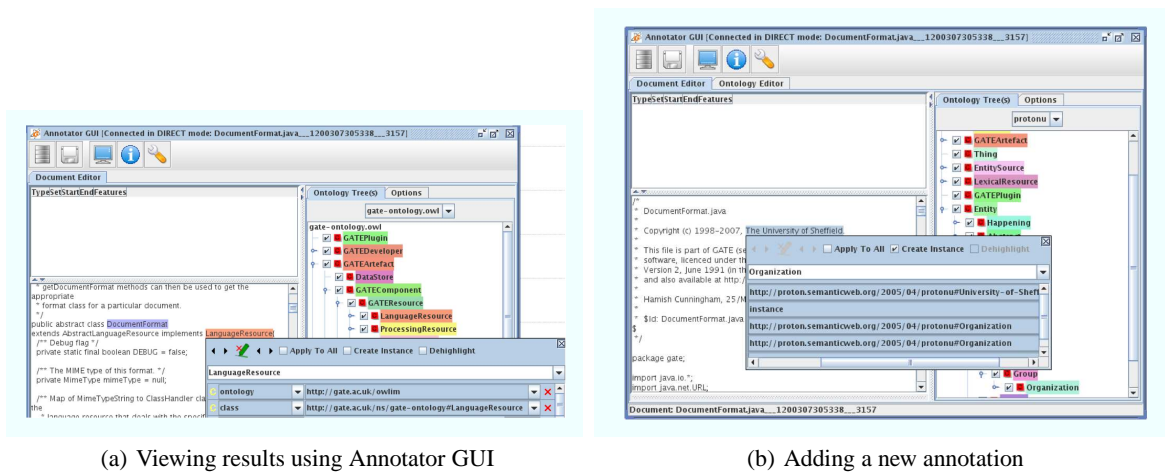 Annotator GUI [Connected in DIRECT mode: DocumentFormat.java___1200307305338___3157]
Document Editor
TypeSetStartEndFeatures
Ontology Tree(s) Options
gate-ontology.owl
gate-ontology.owl
GATEPlugin
GATEDeveloper
GATEArtefact
DataStore
GATEComponent
GATEResource
LanguageResource
ProcessingResource
* getDocumentFormat methods can then be used to get the
appropriate
* format class for a particular document.
*/
public abstract class DocumentFormat
extends AbstractLanguageResource implements LanguageResource
/** Debug flag */
private static final boolean DEBUG = false;
/** The MIME type of this format. */
private MimeType mimeType = null;
/** Map of MimeTypeString to ClassHandler cla
the
Apply To All Create Instance Dehighlight
LanguageResource
ontology http://gate.ac.uk/owlim
class http://gate.ac.uk/ns/gate-ontology#LanguageResource
(a) Viewing results using Annotator GUI
Annotator GUI [Connected in DIRECT mode: DocumentFormat.java___1200307305338___3157]
Document Editor Ontology Editor
TypeSetStartEndFeatures
Ontology Tree(s) Options
protonu
GATEArtefact
Thing
EntitySource
LexicalResource
GATEPlugin
Entity
Happening
/*
* DocumentFormat.java
*
* Copyright (c) 1998-2007, The University of Sheffield.
*
* This file is part of GATE (se
* software, licenced under th
* Version 2, June 1991 (in th
* and also available at http:/
*
* Hamish Cunningham, 25/M
*
* $Id: DocumentFormat.java
$
*/
package gate;
import java.io.*;
import java.net.URL;
Apply To All Create Instance Dehighlight
Organization
http://proton.semanticweb.org/2005/04/protonu#University-of-Shef
instance
http://proton.semanticweb.org/2005/04/protonu#Organization
http://proton.semanticweb.org/2005/04/protonu#Organization
Group
Organization
Document: DocumentFormat.java___1200307305338___3157
(b) Adding a new annotation